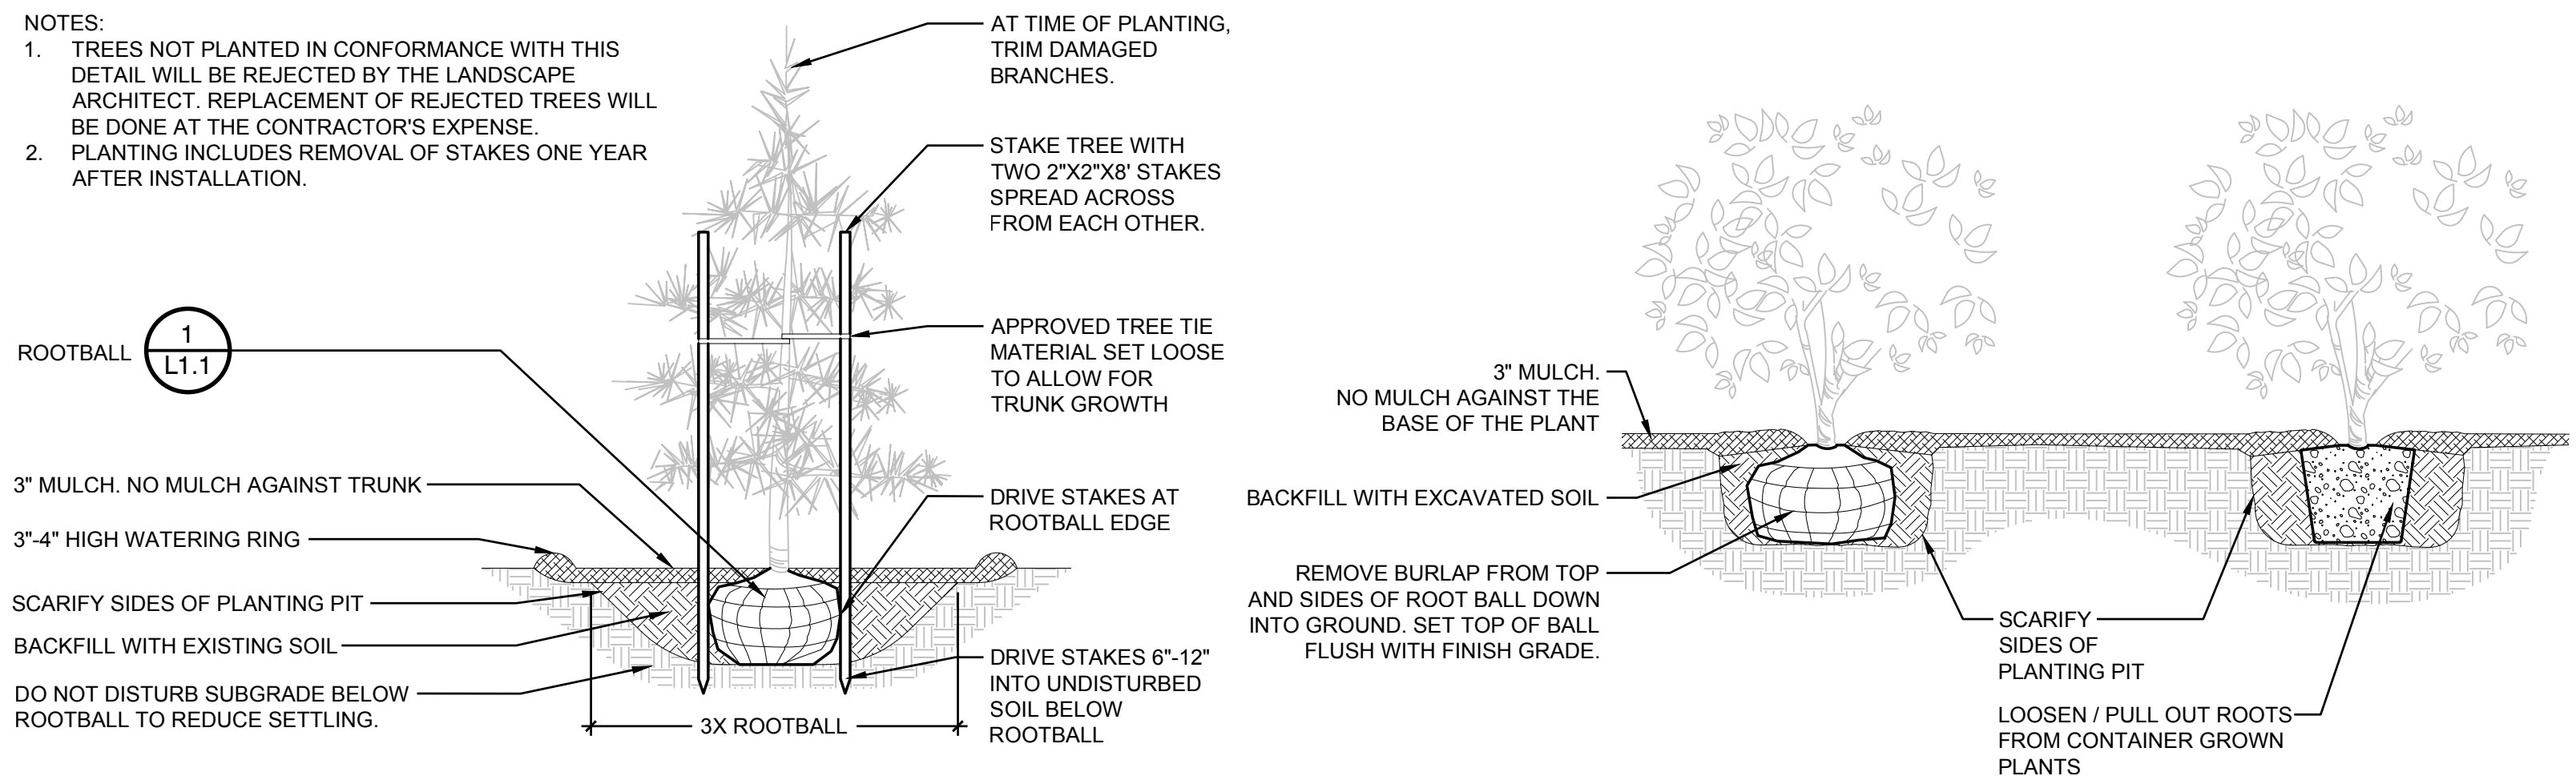 NOTES:
1. TREES NOT PLANTED IN CONFORMANCE WITH THIS
DETAIL WILL BE REJECTED BY THE LANDSCAPE
ARCHITECT. REPLACEMENT OF REJECTED TREES WILL
BE DONE AT THE CONTRACTOR'S EXPENSE.
2. PLANTING INCLUDES REMOVAL OF STAKES ONE YEAR
AFTER INSTALLATION.
ROOTBALL
1
L1.1
3" MULCH. NO MULCH AGAINST TRUNK
3"-4" HIGH WATERING RING
SCARIFY SIDES OF PLANTING PIT
BACKFILL WITH EXISTING SOIL
DO NOT DISTURB SUBGRADE BELOW
ROOTBALL TO REDUCE SETTLING.
3X ROOTBALL
AT TIME OF PLANTING,
TRIM DAMAGED
BRANCHES.
STAKE TREE WITH
TWO 2"X2"X8' STAKES
SPREAD ACROSS
FROM EACH OTHER.
APPROVED TREE TIE
MATERIAL SET LOOSE
TO ALLOW FOR
TRUNK GROWTH
DRIVE STAKES AT
ROOTBALL EDGE
DRIVE STAKES 6"-12"
INTO UNDISTURBED
SOIL BELOW
ROOTBALL
3" MULCH.
NO MULCH AGAINST THE
BASE OF THE PLANT
BACKFILL WITH EXCAVATED SOIL
REMOVE BURLAP FROM TOP
AND SIDES OF ROOT BALL DOWN
INTO GROUND. SET TOP OF BALL
FLUSH WITH FINISH GRADE.
SCARIFY
SIDES OF
PLANTING PIT
LOOSEN / PULL OUT ROOTS
FROM CONTAINER GROWN
PLANTS